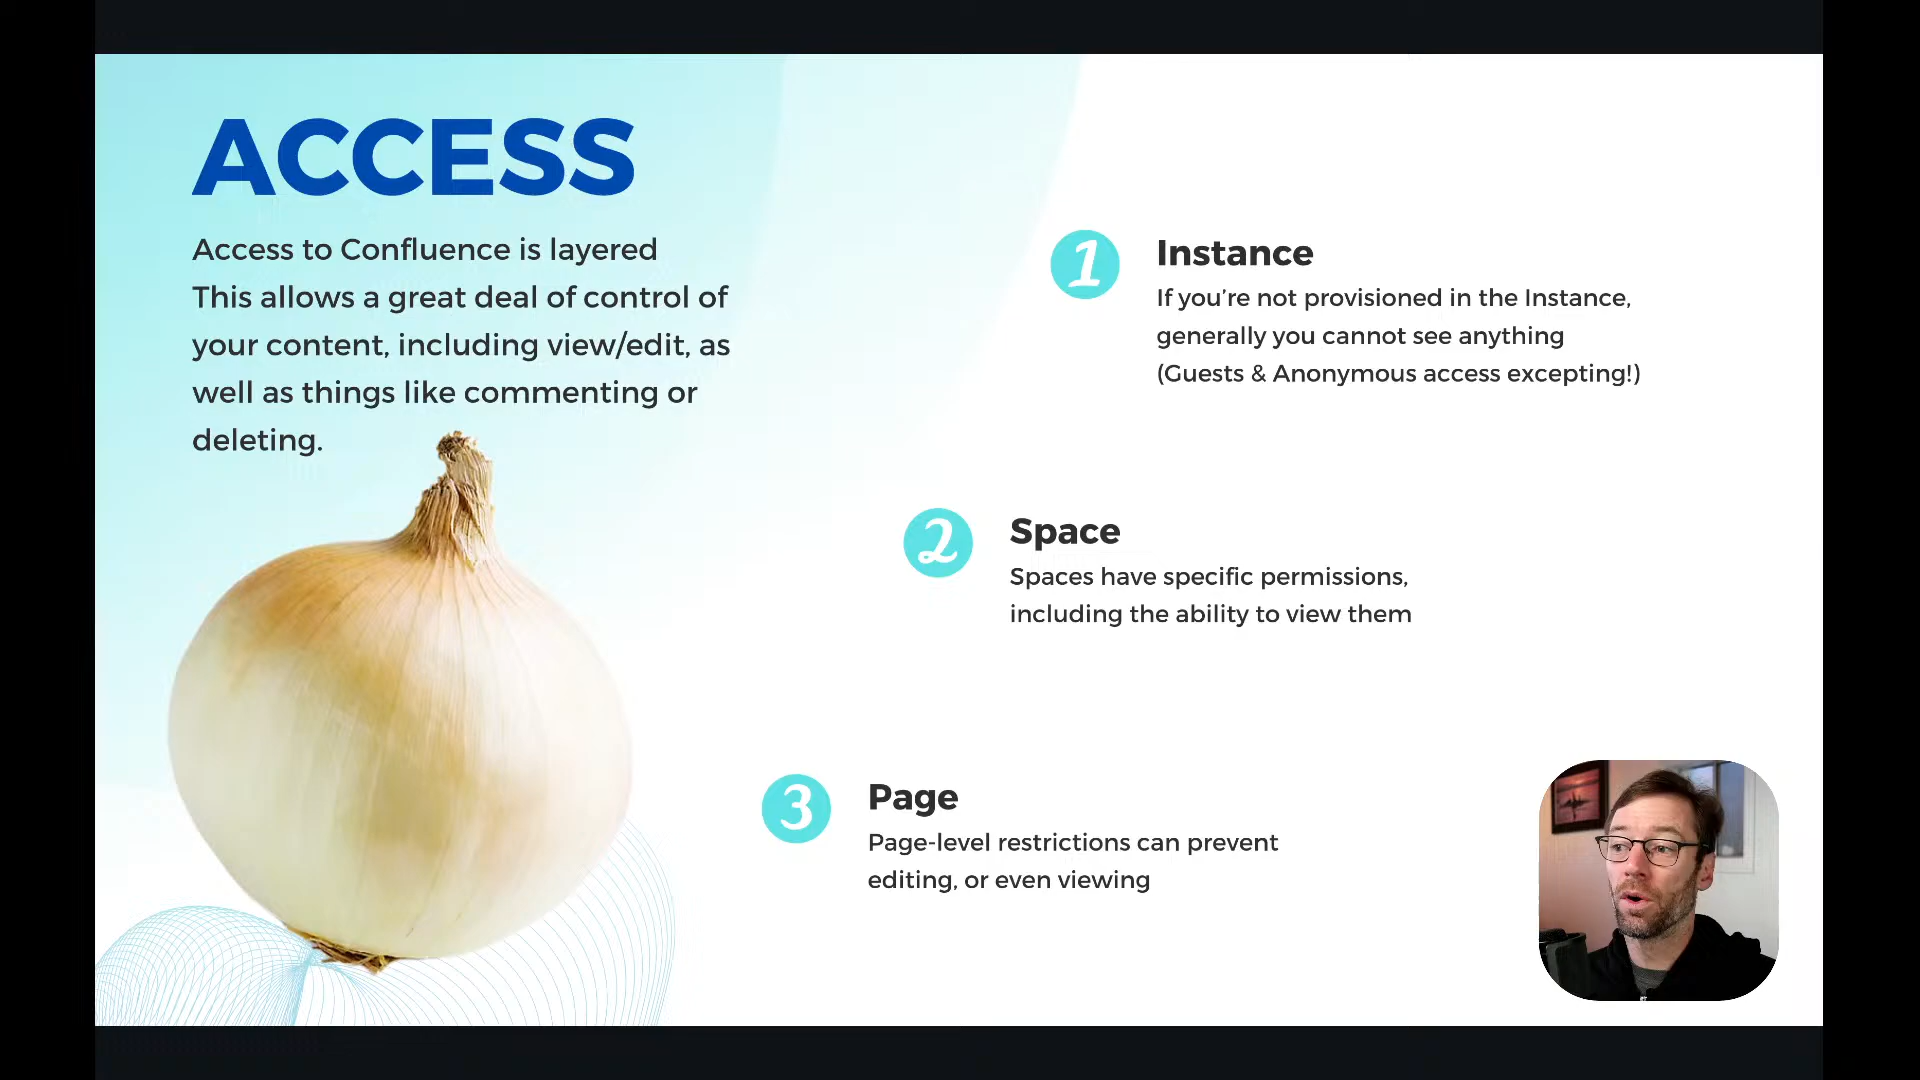 ACCESS
Access to Confluence is layered
This allows a great deal of control of
your content, including view/edit, as
well as things like commenting or
deleting.
1
Instance
If you’re not provisioned in the Instance,
generally you cannot see anything
(Guests & Anonymous access excepting!)
2
Space
Spaces have specific permissions,
including the ability to view them
3
Page
Page-level restrictions can prevent
editing, or even viewing